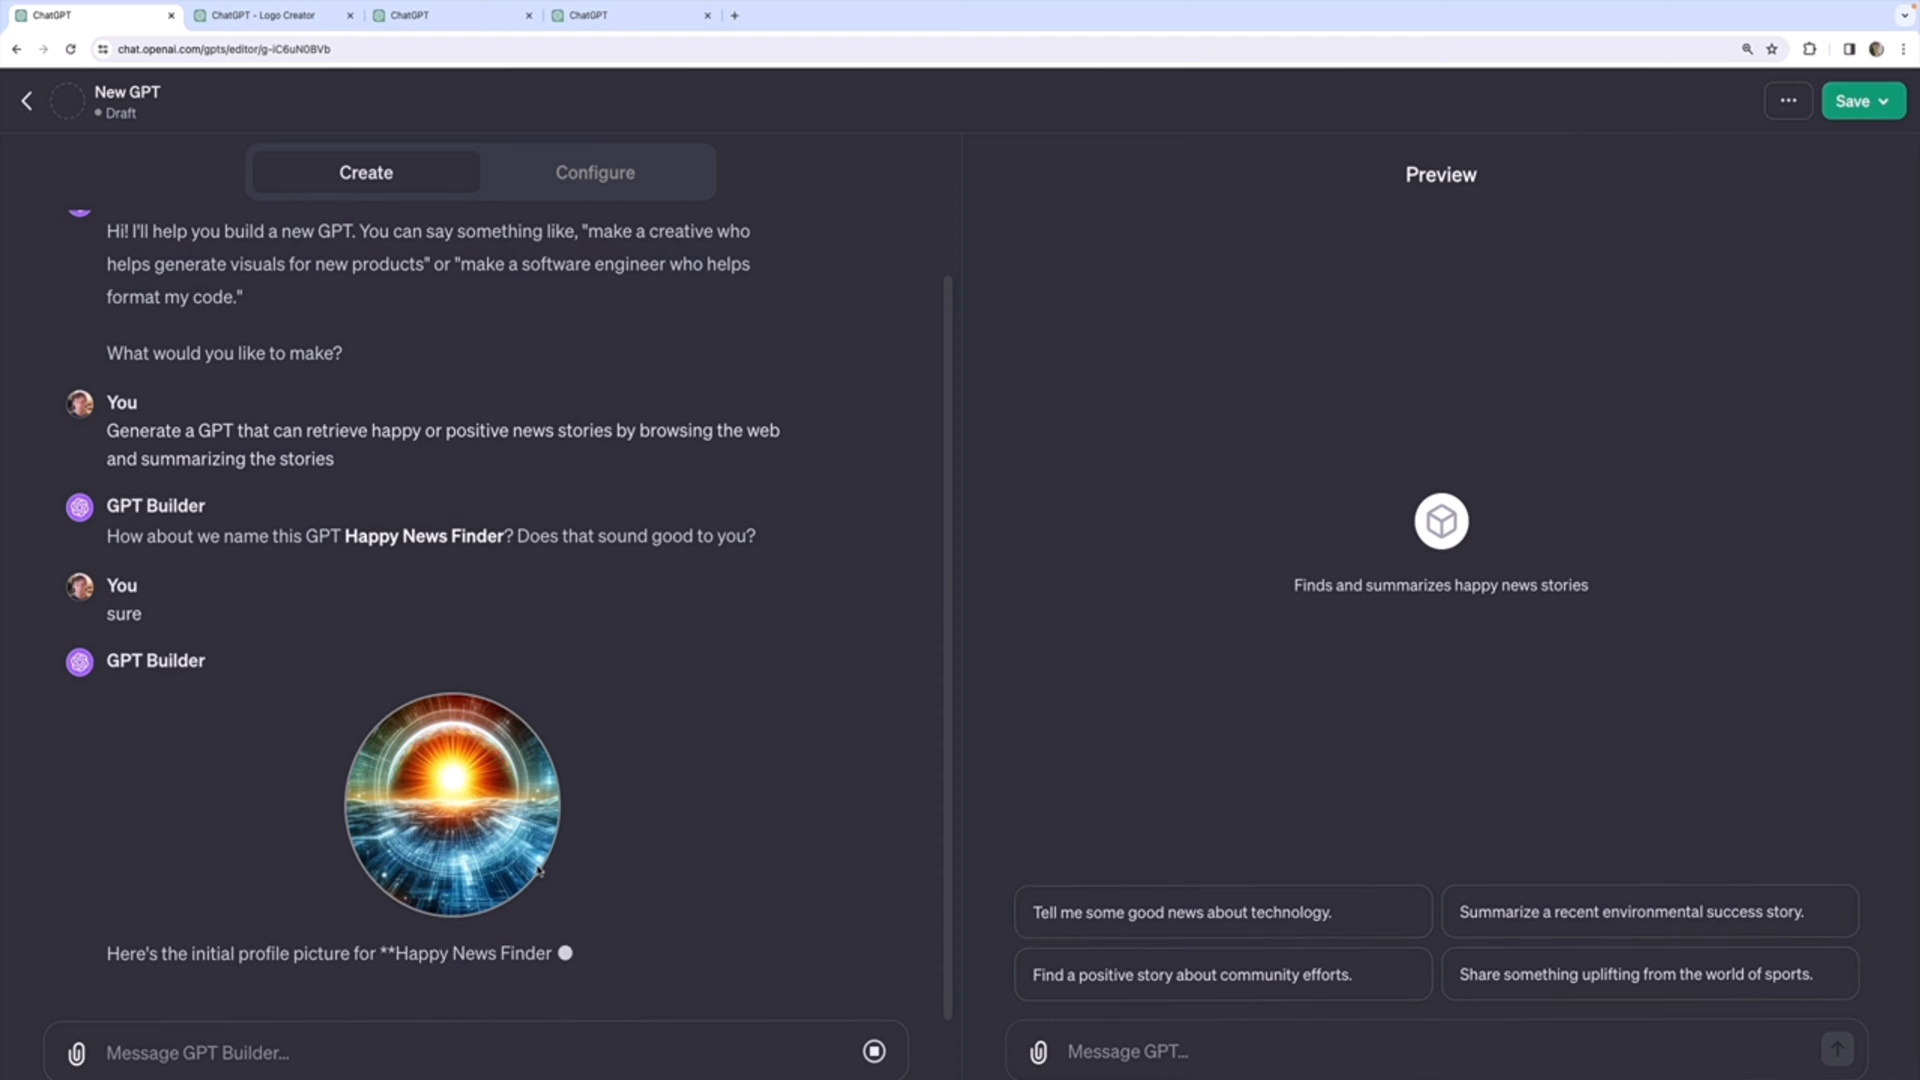 ChatGPT
ChatGPT - Logo Creator
ChatGPT
ChatGPT
chat.openai.com/gpts/editor/g-iC6uN0BVb
New GPT
Draft
Save
Create
Configure
Preview
Hi! I'll help you build a new GPT. You can say something like, "make a creative who
helps generate visuals for new products" or "make a software engineer who helps
format my code."
What would you like to make?
You
Generate a GPT that can retrieve happy or positive news stories by browsing the web
and summarizing the stories
GPT Builder
How about we name this GPT Happy News Finder? Does that sound good to you?
You
sure
GPT Builder
Here's the initial profile picture for **Happy News Finder
Message GPT Builder...
Finds and summarizes happy news stories
Tell me some good news about technology.
Summarize a recent environmental success story.
Find a positive story about community efforts.
Share something uplifting from the world of sports.
Message GPT...